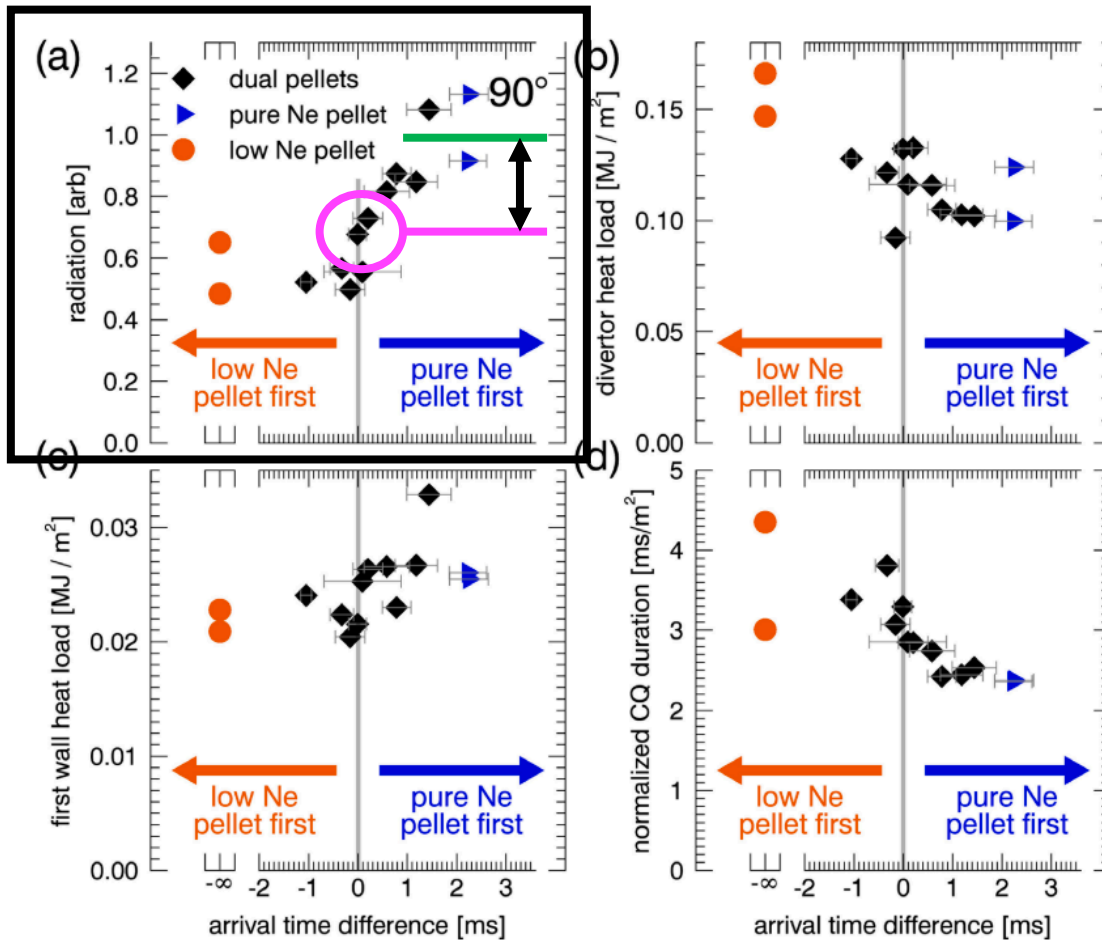 (a)
dual pellets
pure Ne pellet
low Ne pellet
90°
1.2
1.0
0.8
0.6
0.4
0.2
0.0
radiation [arb]
low Ne
pellet first
pure Ne
pellet first
(b)
0.15
0.10
0.05
0.00
divertor heat load [MJ / m²]
low Ne
pellet first
pure Ne
pellet first
(c)
0.03
0.02
0.01
0.00
first wall heat load [MJ / m²]
low Ne
pellet first
pure Ne
pellet first
-∞ -2 -1 0 1 2 3
arrival time difference [ms]
(d)
5
4
3
2
1
0
normalized CQ duration [ms/m²]
low Ne
pellet first
pure Ne
pellet first
-∞ -2 -1 0 1 2 3
arrival time difference [ms]